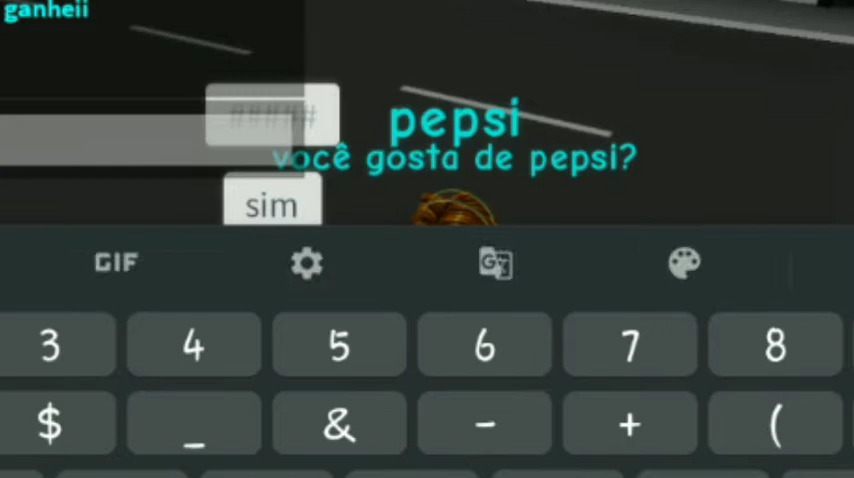 ganheii
#####
pepsi
você gosta de pepsi?
sim
GIF
3 4 5 6 7 8
$ _ & - + (